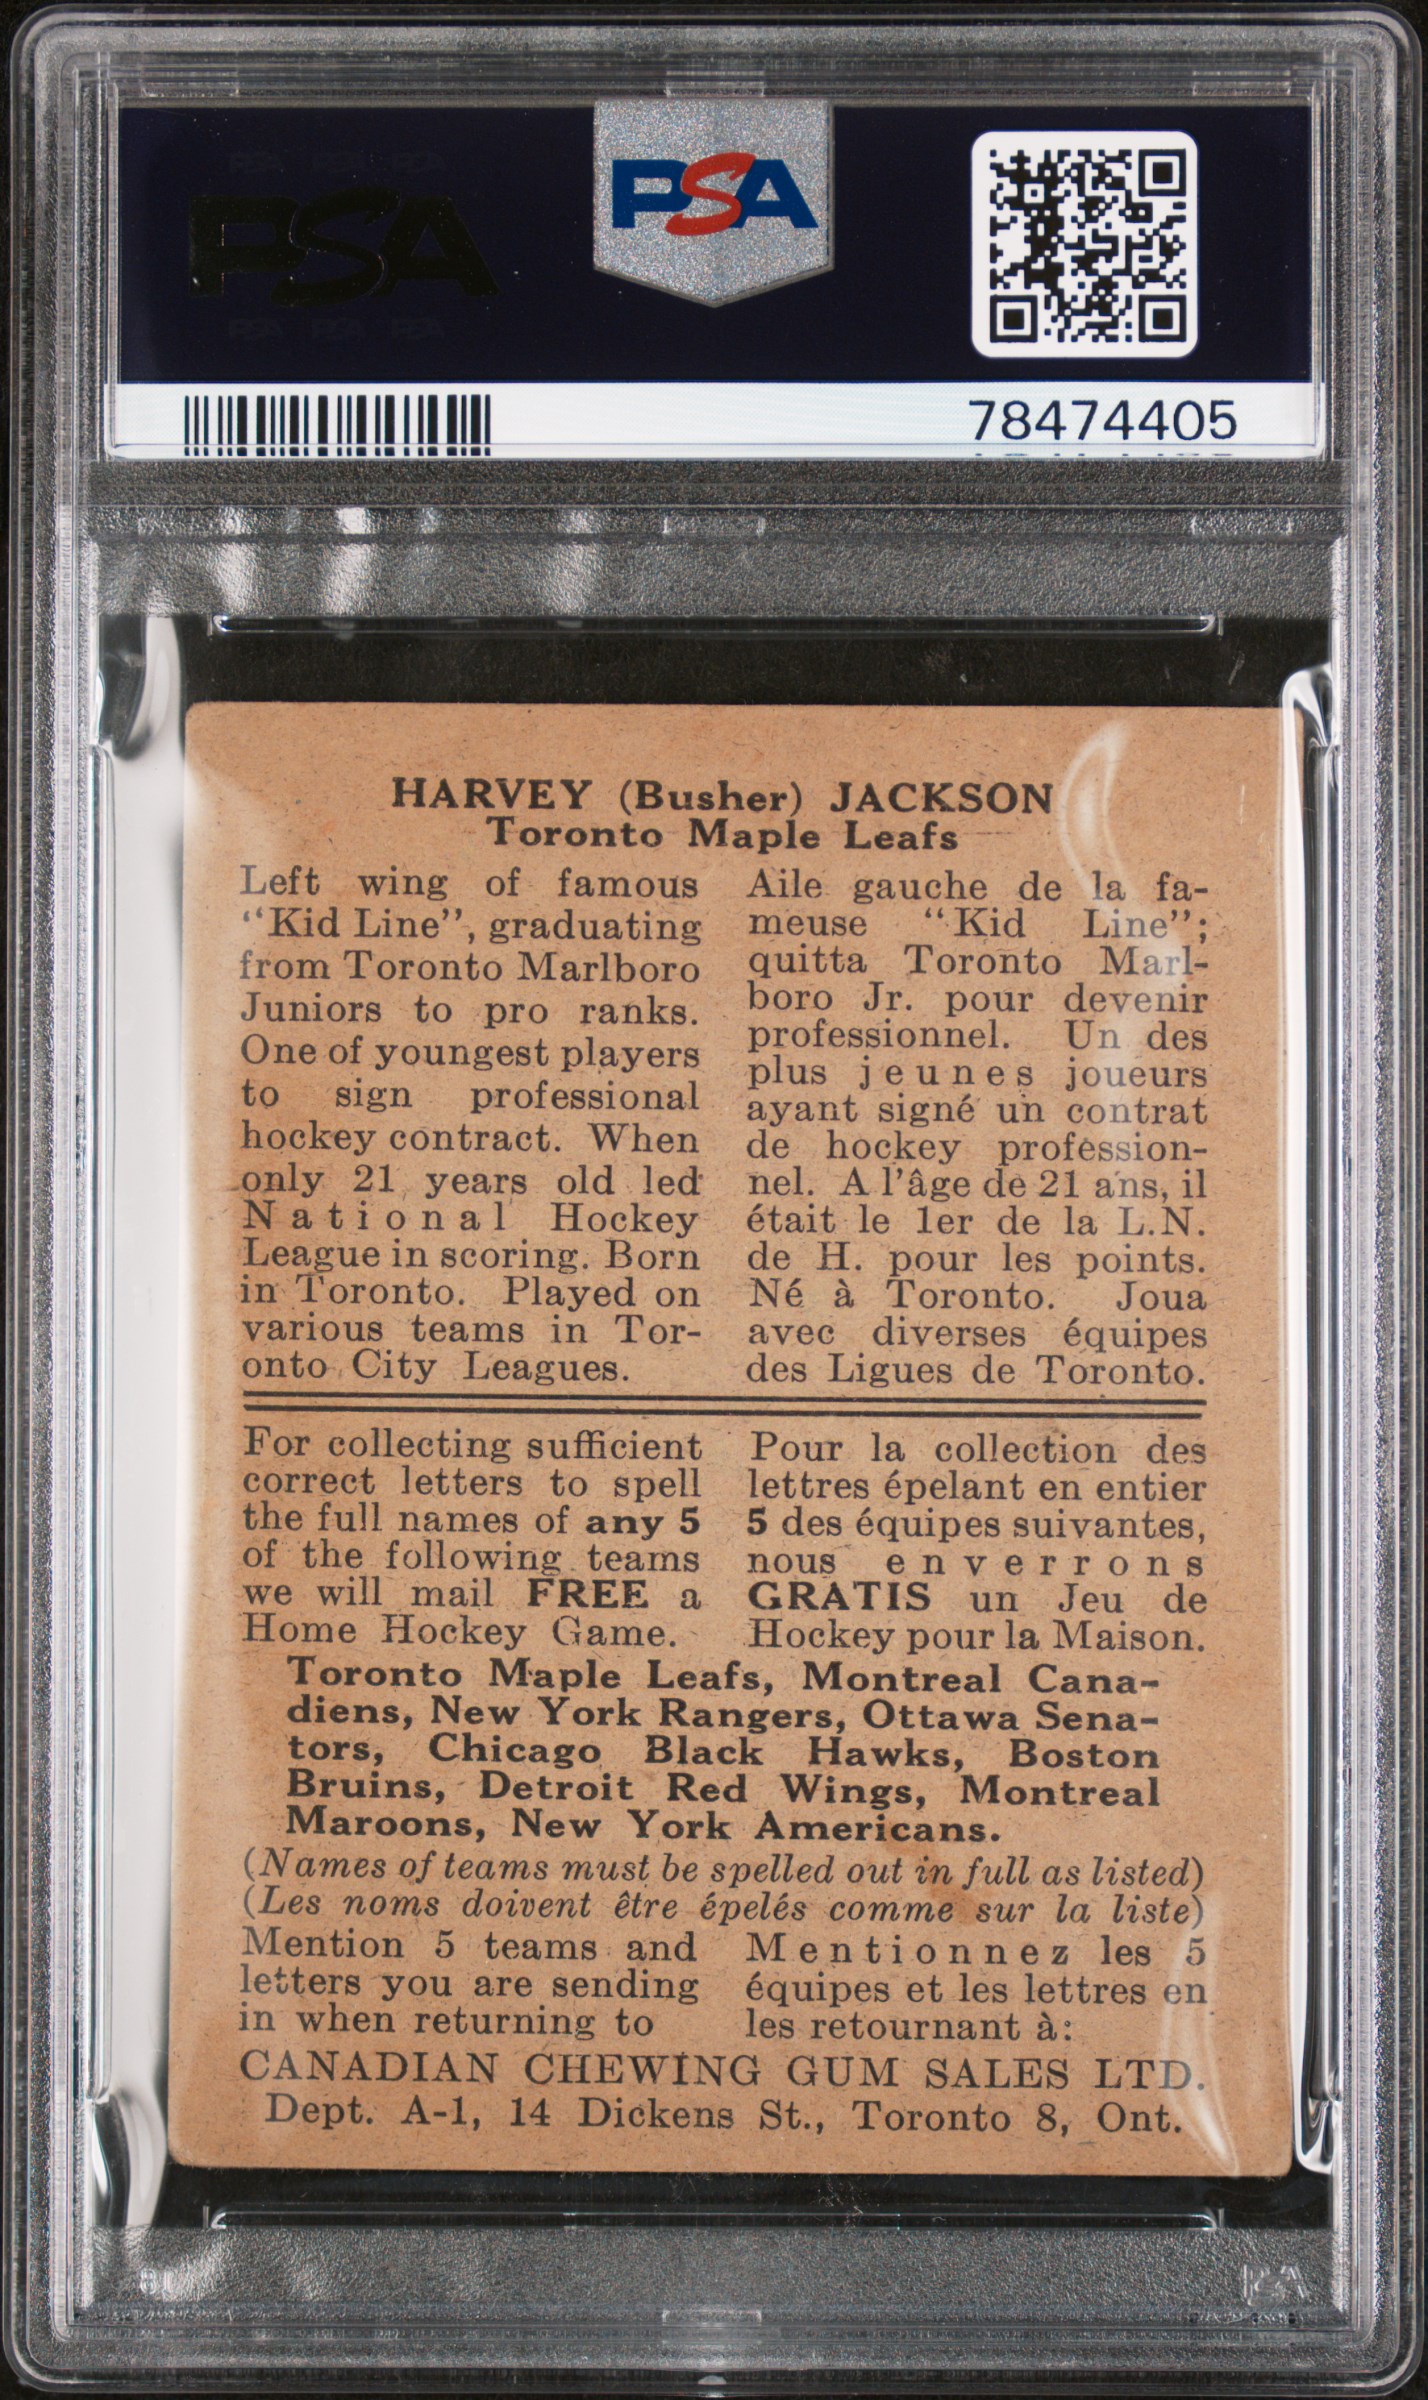 PSA
PSA
78474405
HARVEY (Busher) JACKSON
Toronto Maple Leafs
Left wing of famous
"Kid Line", graduating
from Toronto Marlboro
Juniors to pro ranks.
One of youngest players
to sign professional
hockey contract. When
only 21 years old led
National Hockey
League in scoring. Born
in Toronto. Played on
various teams in Tor-
onto City Leagues.
Aile gauche de la fa-
meuse "Kid Line";
quitta Toronto Marl-
boro Jr. pour devenir
professionnel. Un des
plus jeunes joueurs
ayant signé un contrat
de hockey profession-
nel. A l'âge de 21 ans, il
était le 1er de la L.N.
de H. pour les points.
Né à Toronto. Joua
avec diverses équipes
des Ligues de Toronto.
For collecting sufficient
correct letters to spell
the full names of any 5
of the following teams
we will mail FREE a
Home Hockey Game.
Pour la collection des
lettres épelant en entier
5 des équipes suivantes,
nous enverrons
GRATIS un Jeu de
Hockey pour la Maison.
Toronto Maple Leafs, Montreal Cana-
diens, New York Rangers, Ottawa Sena-
tors, Chicago Black Hawks, Boston
Bruins, Detroit Red Wings, Montreal
Maroons, New York Americans.
(Names of teams must be spelled out in full as listed)
(Les noms doivent être épelés comme sur la liste)
Mention 5 teams and
letters you are sending
in when returning to
Mentionnez les 5
équipes et les lettres en
les retournant à:
CANADIAN CHEWING GUM SALES LTD.
Dept. A-1, 14 Dickens St., Toronto 8, Ont.
PSA